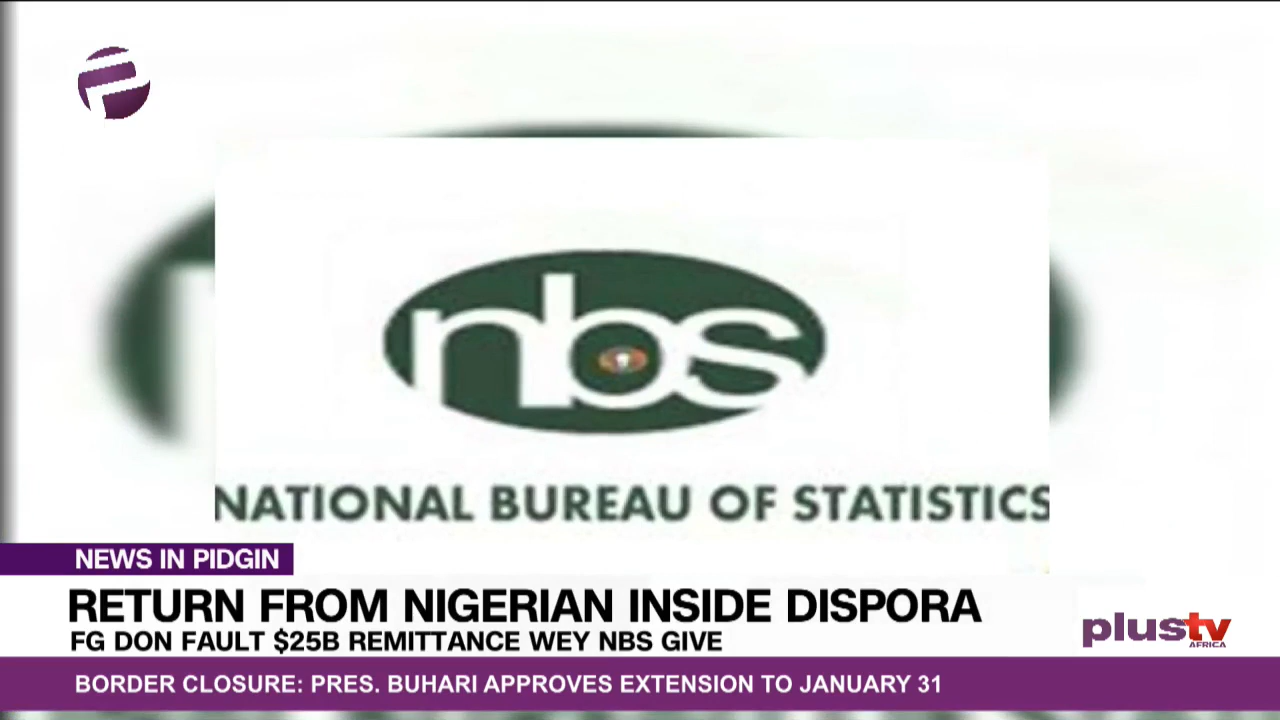 nbs
NATIONAL BUREAU OF STATISTICS
NEWS IN PIDGIN
RETURN FROM NIGERIAN INSIDE DISPORA
FG DON FAULT $25B REMITTANCE WEY NBS GIVE
plustv
AFRICA
BORDER CLOSURE: PRES. BUHARI APPROVES EXTENSION TO JANUARY 31